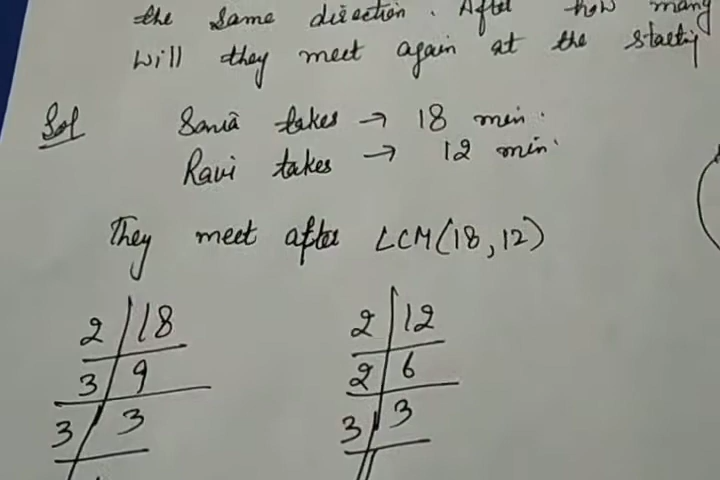 the same direction. After how many
will they meet again at the
Sol Sonia takes → 18 min.
Ravi takes → 12 min.
They meet after LCM(18,12)
2 18 2 12
3 9 2 6
3 3 3 3